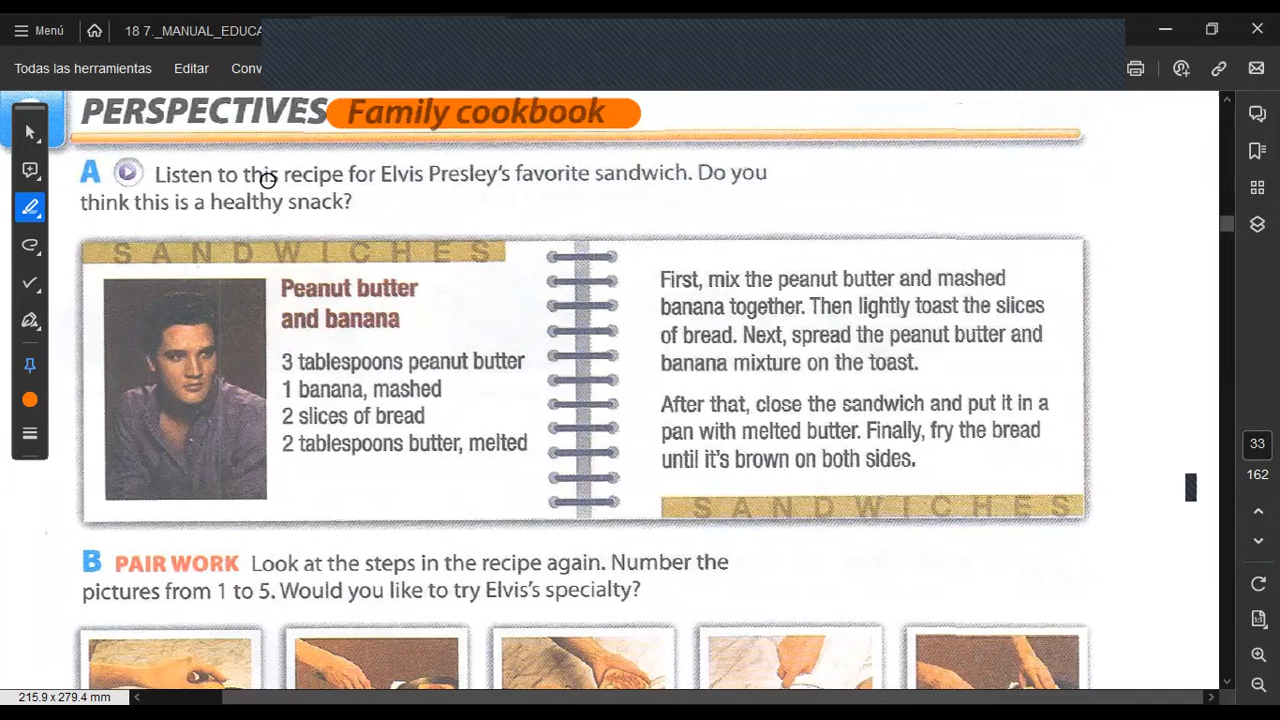 Menú
18 7._MANUAL_EDUCA
Todas las herramientas
Editar
Conv
PERSPECTIVES Family cookbook
A Listen to this recipe for Elvis Presley's favorite sandwich. Do you
think this is a healthy snack?
SANDWICHES
Peanut butter
and banana
3 tablespoons peanut butter
1 banana, mashed
2 slices of bread
2 tablespoons butter, melted
First, mix the peanut butter and mashed
banana together. Then lightly toast the slices
of bread. Next, spread the peanut butter and
banana mixture on the toast.
After that, close the sandwich and put it in a
pan with melted butter. Finally, fry the bread
until it's brown on both sides.
SANDWICHES
B PAIR WORK Look at the steps in the recipe again. Number the
pictures from 1 to 5. Would you like to try Elvis's specialty?
33
162
1:1
215.9 x 279.4 mm